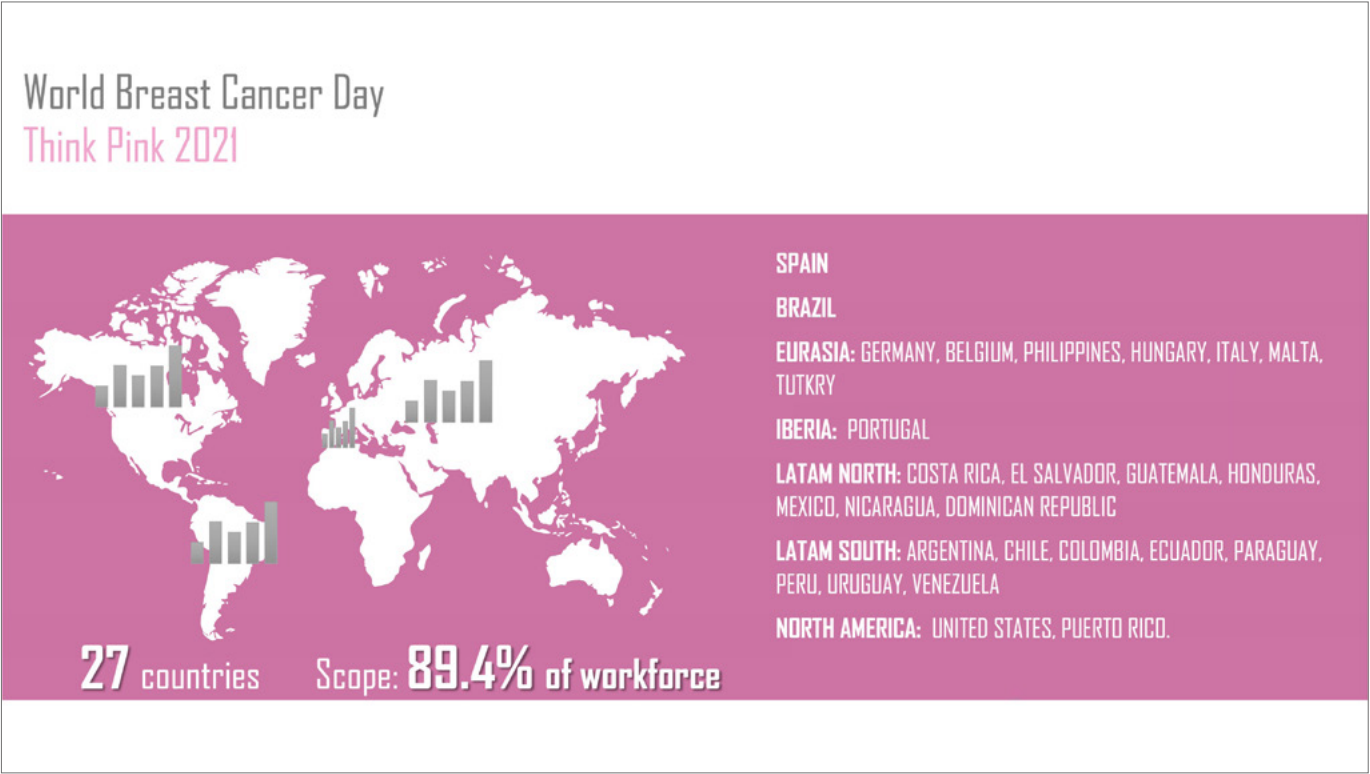 World Breast Cancer Day
Think Pink 2021
SPAIN
BRAZIL
EURASIA: GERMANY, BELGIUM, PHILIPPINES, HUNGARY, ITALY, MALTA,
TUTKRY
IBERIA: PORTUGAL
LATAM NORTH: COSTA RICA, EL SALVADOR, GUATEMALA, HONDURAS,
MEXICO, NICARAGUA, DOMINICAN REPUBLIC
LATAM SOUTH: ARGENTINA, CHILE, COLOMBIA, ECUADOR, PARAGUAY,
PERU, URUGUAY, VENEZUELA
NORTH AMERICA: UNITED STATES, PUERTO RICO.
27 countries Scope: 89.4% of workforce